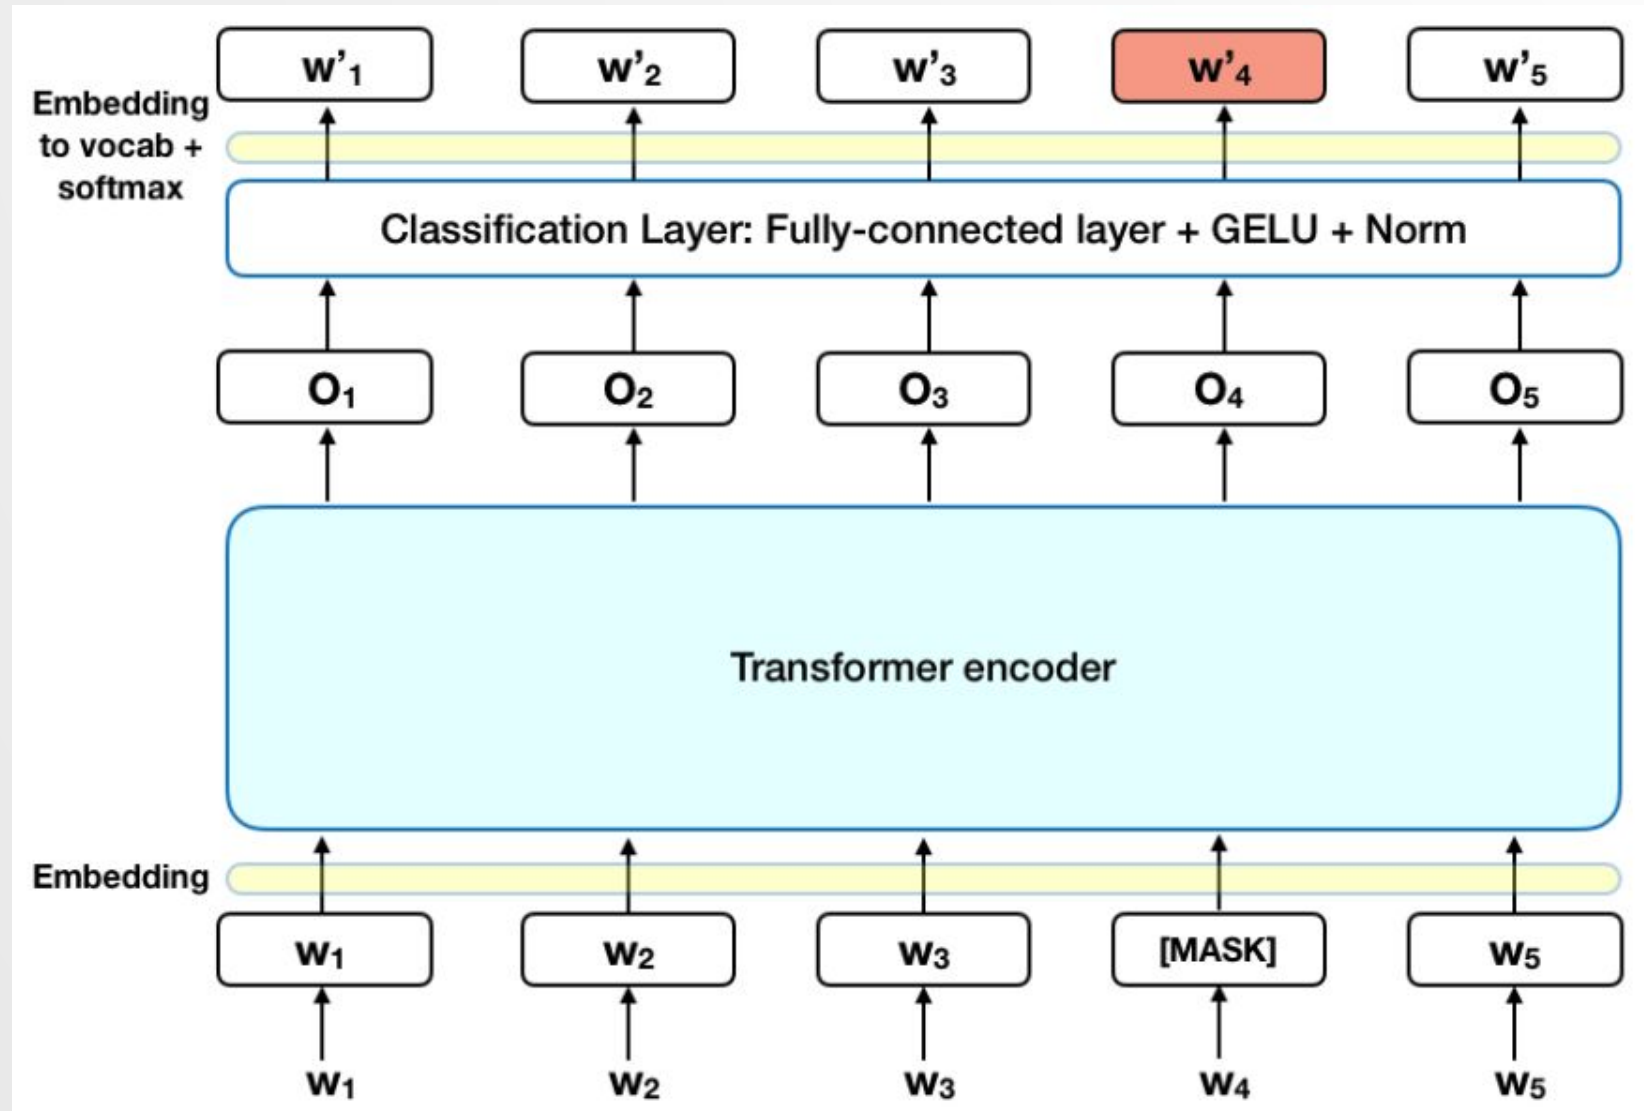 w’₁ w’₂ w’₃ w’₄ w’₅
Embedding
to vocab +
softmax
Classification Layer: Fully-connected layer + GELU + Norm
O₁ O₂ O₃ O₄ O₅
Transformer encoder
Embedding
W₁ W₂ W₃ [MASK] W₅
W₁ W₂ W₃ W₄ W₅